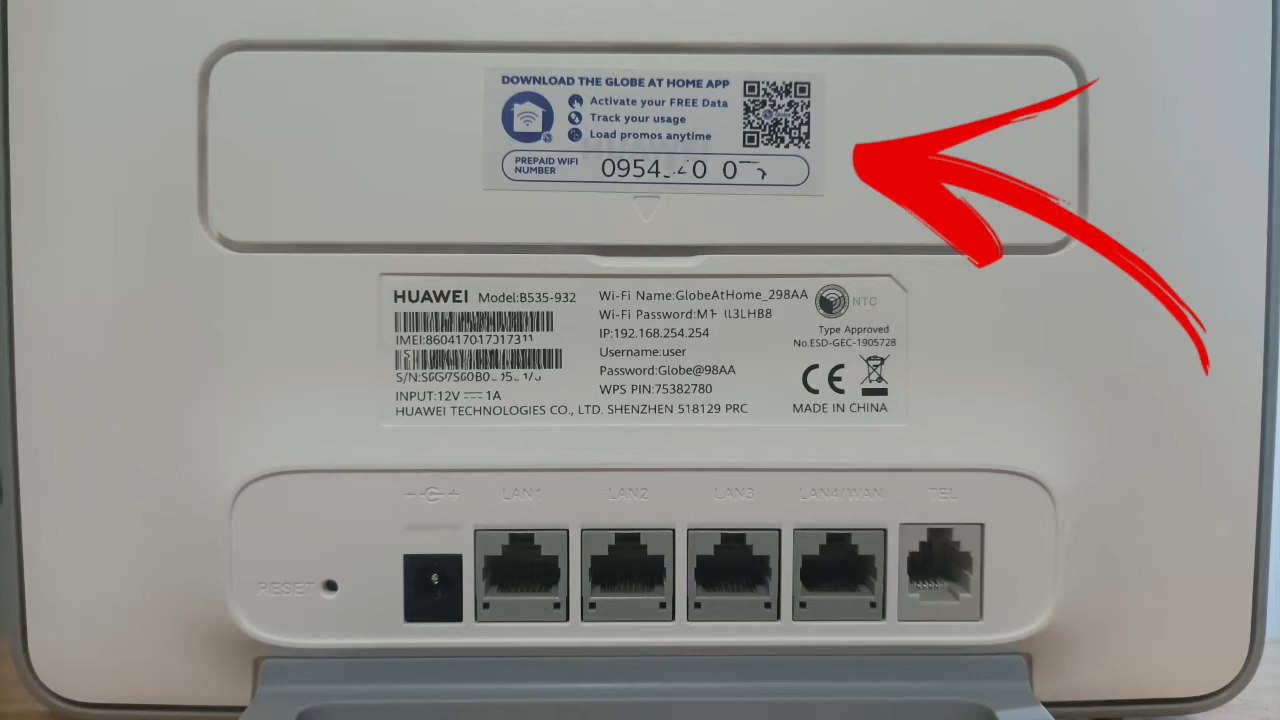 DOWNLOAD THE GLOBE AT HOME APP
Activate your FREE Data
Track your usage
Load promos anytime
PREPAID WIFI
NUMBER
HUAWEI Model:B535-932
Wi-Fi Name:GlobeAtHome_298AA
Wi-Fi Password:
IP:192.168.254.254
Username:user
Password:Globe@98AA
WPS PIN:75382780
S/N:
INPUT:12V ⎓ 1A
HUAWEI TECHNOLOGIES CO., LTD. SHENZHEN 518129 PRC
NTC
Type Approved
No.ESD-GEC-1905728
CE
MADE IN CHINA
LAN1 LAN2 LAN3 LAN4/WAN TEL
RESET